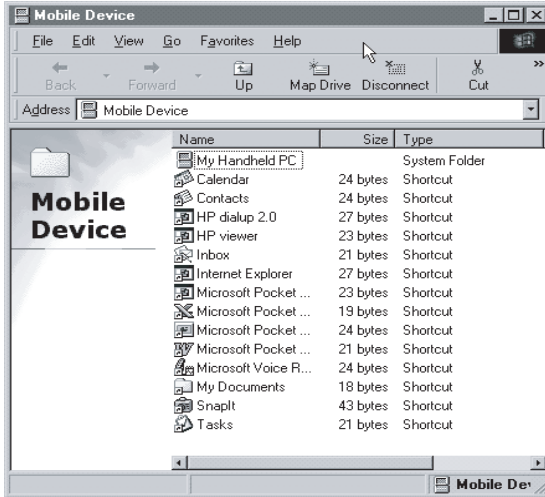 Mobile Device
File Edit View Go Favorites Help
Back Forward Up Map Drive Disconnect Cut »
Address Mobile Device
Name Size Type
My Handheld PC System Folder
Calendar 24 bytes Shortcut
Contacts 24 bytes Shortcut
HP dialup 2.0 27 bytes Shortcut
HP viewer 23 bytes Shortcut
Inbox 21 bytes Shortcut
Internet Explorer 27 bytes Shortcut
Microsoft Pocket ... 23 bytes Shortcut
Microsoft Pocket ... 19 bytes Shortcut
Microsoft Pocket ... 24 bytes Shortcut
Microsoft Pocket ... 21 bytes Shortcut
Microsoft Voice R... 24 bytes Shortcut
My Documents 18 bytes Shortcut
SnapIt 43 bytes Shortcut
Tasks 21 bytes Shortcut
Mobile
Device
Mobile De